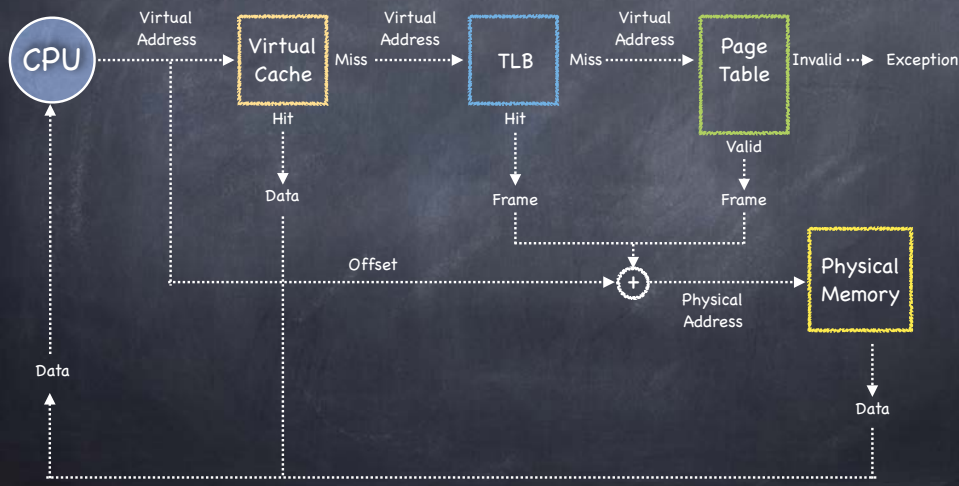 Virtual
Address
Virtual
Address
Virtual
Address
CPU
Virtual
Cache
Miss
TLB
Miss
Page
Table
Invalid
Exception
Hit
Hit
Valid
Data
Frame
Frame
Offset
+
Physical
Address
Physical
Memory
Data
Data